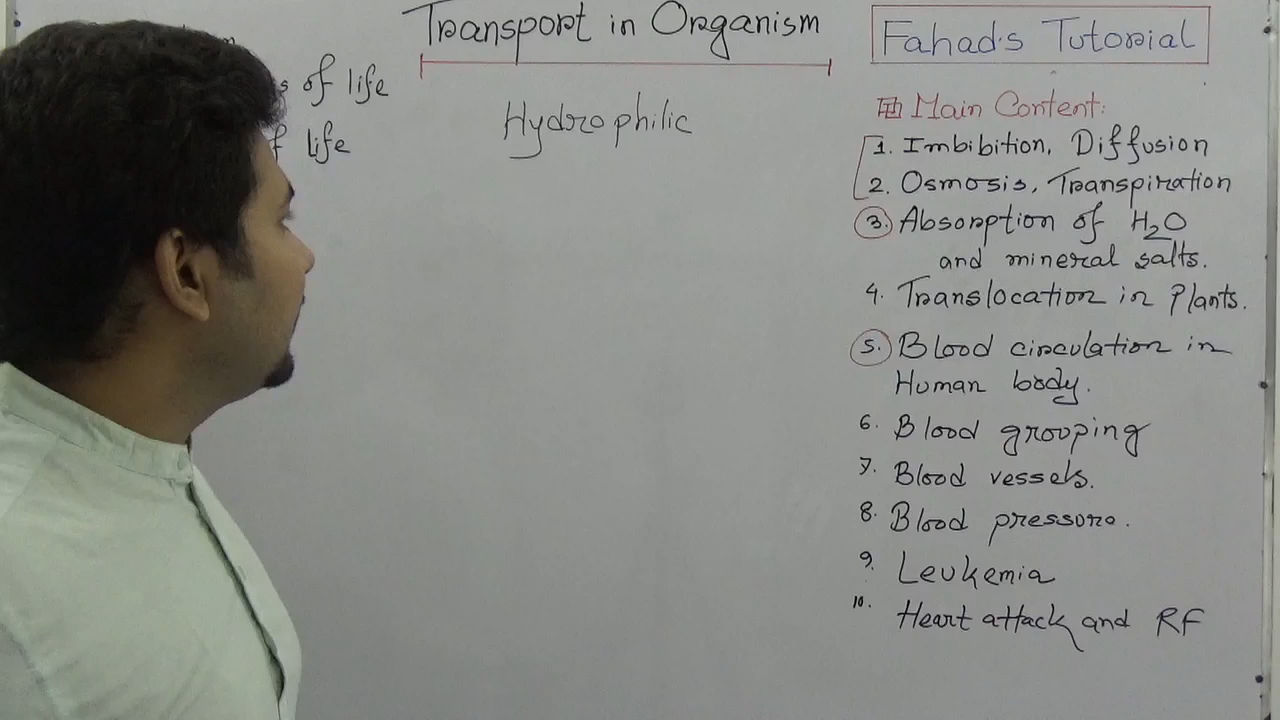 Transport in Organism
of life
life
Hydrophilic
Fahad's Tutorial
Main Content:
1. Imbibition, Diffusion
2. Osmosis, Transpiration
3. Absorption of H₂O
and mineral salts.
4. Translocation in Plants.
5. Blood circulation in
Human body.
6. Blood grouping
7. Blood vessels.
8. Blood pressure.
9. Leukemia
10. Heart attack and RF